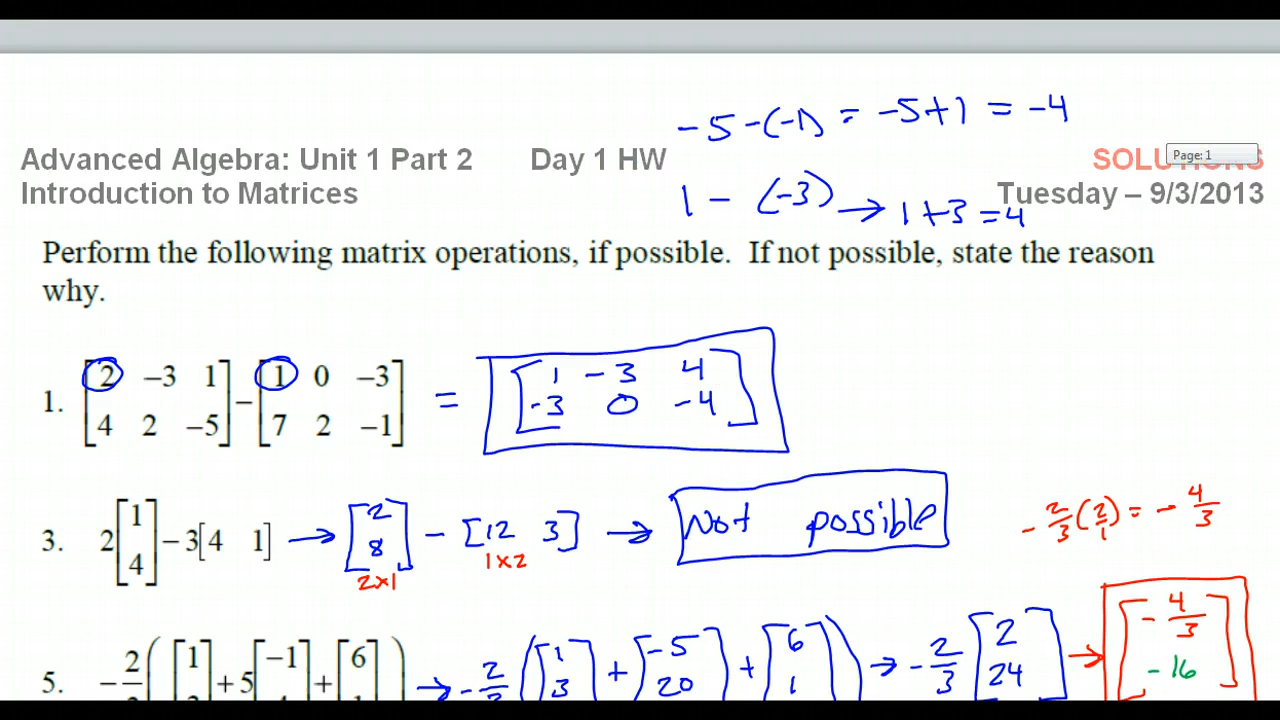 -5-(-1) = -5+1 = -4
Advanced Algebra: Unit 1 Part 2 Day 1 HW
Page: 1
Introduction to Matrices
Tuesday – 9/3/2013
1 - (-3) → 1+3 = 4
Perform the following matrix operations, if possible. If not possible, state the reason
why.
1. [2 −3 1 − [1 0 −3 = [1 -3 4
4 2 −5] 7 2 −1] -3 0 -4]
3. 2[1 4] − 3[4 1] → [2 8] - [12 3] → Not possible
2x1 1x2
-2/3(2/1) = -4/3
5. −2/ ( [1 + 5[−1 + [6 ) → -2/3 ([1 3] + [-5 20] + [6 1]) → -2/3 [2 24] → [-4/3 -16]